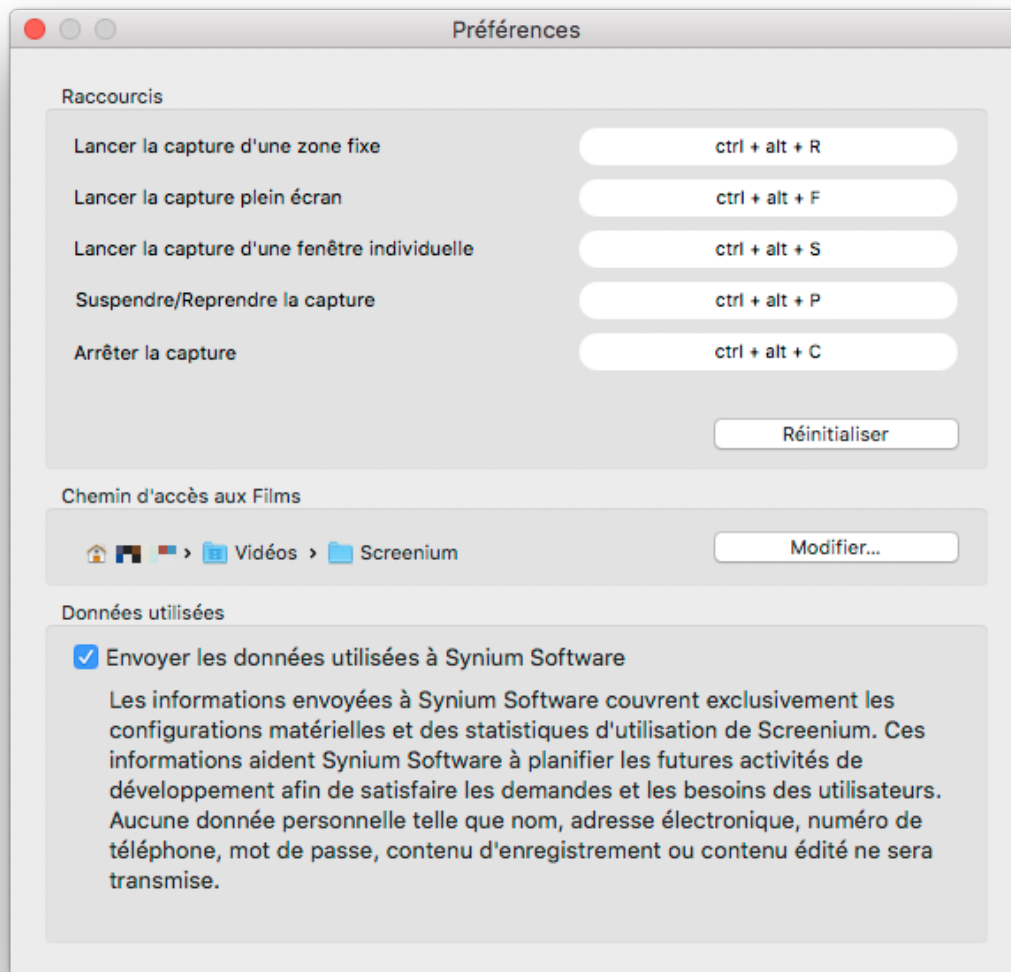 Préférences
Raccourcis
Lancer la capture d'une zone fixe ctrl + alt + R
Lancer la capture plein écran ctrl + alt + F
Lancer la capture d'une fenêtre individuelle ctrl + alt + S
Suspendre/Reprendre la capture ctrl + alt + P
Arrêter la capture ctrl + alt + C
Réinitialiser
Chemin d'accès aux Films
› Vidéos › Screenium Modifier...
Données utilisées
Envoyer les données utilisées à Synium Software
Les informations envoyées à Synium Software couvrent exclusivement les
configurations matérielles et des statistiques d'utilisation de Screenium. Ces
informations aident Synium Software à planifier les futures activités de
développement afin de satisfaire les demandes et les besoins des utilisateurs.
Aucune donnée personnelle telle que nom, adresse électronique, numéro de
téléphone, mot de passe, contenu d'enregistrement ou contenu édité ne sera
transmise.